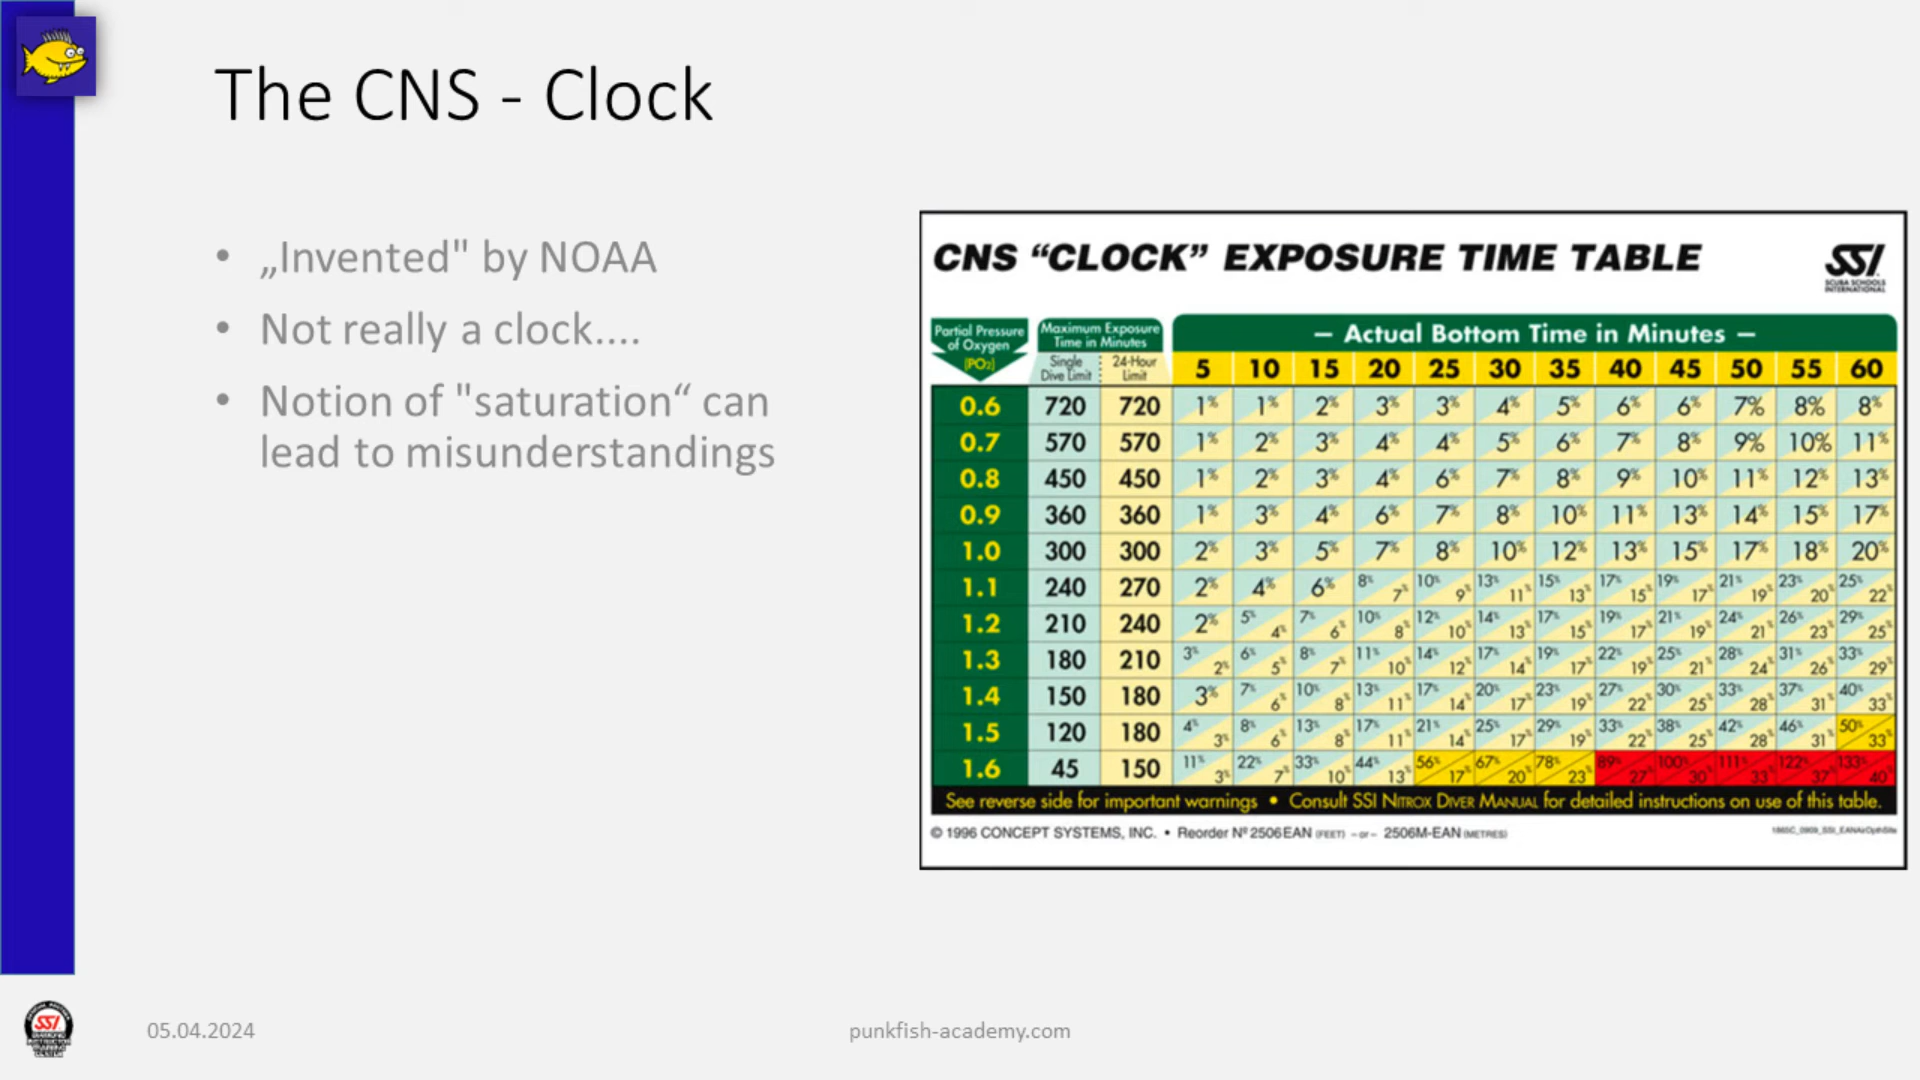 The CNS - Clock
• „Invented" by NOAA
• Not really a clock....
• Notion of "saturation“ can
lead to misunderstandings
CNS “CLOCK” EXPOSURE TIME TABLE
SSI
SCUBA SCHOOLS
INTERNATIONAL
Partial Pressure
of Oxygen
(PO2)
Maximum Exposure
Time in Minutes
Single
Dive Limit
24-Hour
Limit
— Actual Bottom Time in Minutes —
5 10 15 20 25 30 35 40 45 50 55 60
0.6 720 720 1% 1% 2% 3% 3% 4% 5% 6% 6% 7% 8% 8%
0.7 570 570 1% 2% 3% 4% 4% 5% 6% 7% 8% 9% 10% 11%
0.8 450 450 1% 2% 3% 4% 6% 7% 8% 9% 10% 11% 12% 13%
0.9 360 360 1% 3% 4% 6% 7% 8% 10% 11% 13% 14% 15% 17%
1.0 300 300 2% 3% 5% 7% 8% 10% 12% 13% 15% 17% 18% 20%
1.1 240 270 2% 4% 6% 8% 7% 10% 9% 13% 11% 15% 13% 17% 15% 19% 17% 21% 19% 23% 20% 25% 22%
1.2 210 240 2% 5% 4% 7% 6% 10% 8% 12% 10% 14% 13% 17% 15% 19% 17% 21% 19% 24% 21% 26% 23% 29% 25%
1.3 180 210 3% 2% 6% 5% 8% 7% 11% 10% 14% 12% 17% 14% 19% 17% 22% 19% 25% 21% 28% 24% 31% 26% 33% 29%
1.4 150 180 3% 7% 6% 10% 8% 13% 11% 17% 14% 20% 17% 23% 19% 27% 22% 30% 25% 33% 28% 37% 31% 40% 33%
1.5 120 180 4% 3% 8% 6% 13% 8% 17% 11% 21% 14% 25% 17% 29% 19% 33% 22% 38% 25% 42% 28% 46% 31% 50% 33%
1.6 45 150 11% 3% 22% 7% 33% 10% 44% 13% 56% 17% 67% 20% 78% 23% 89% 27% 100% 30% 111% 33% 122% 37% 133% 40%
See reverse side for important warnings • Consult SSI NITROX DIVER MANUAL for detailed instructions on use of this table.
© 1996 CONCEPT SYSTEMS, INC. • Reorder Nº 2506EAN (FEET) – or – 2506M-EAN (METRES)
SSI
05.04.2024
punkfish-academy.com